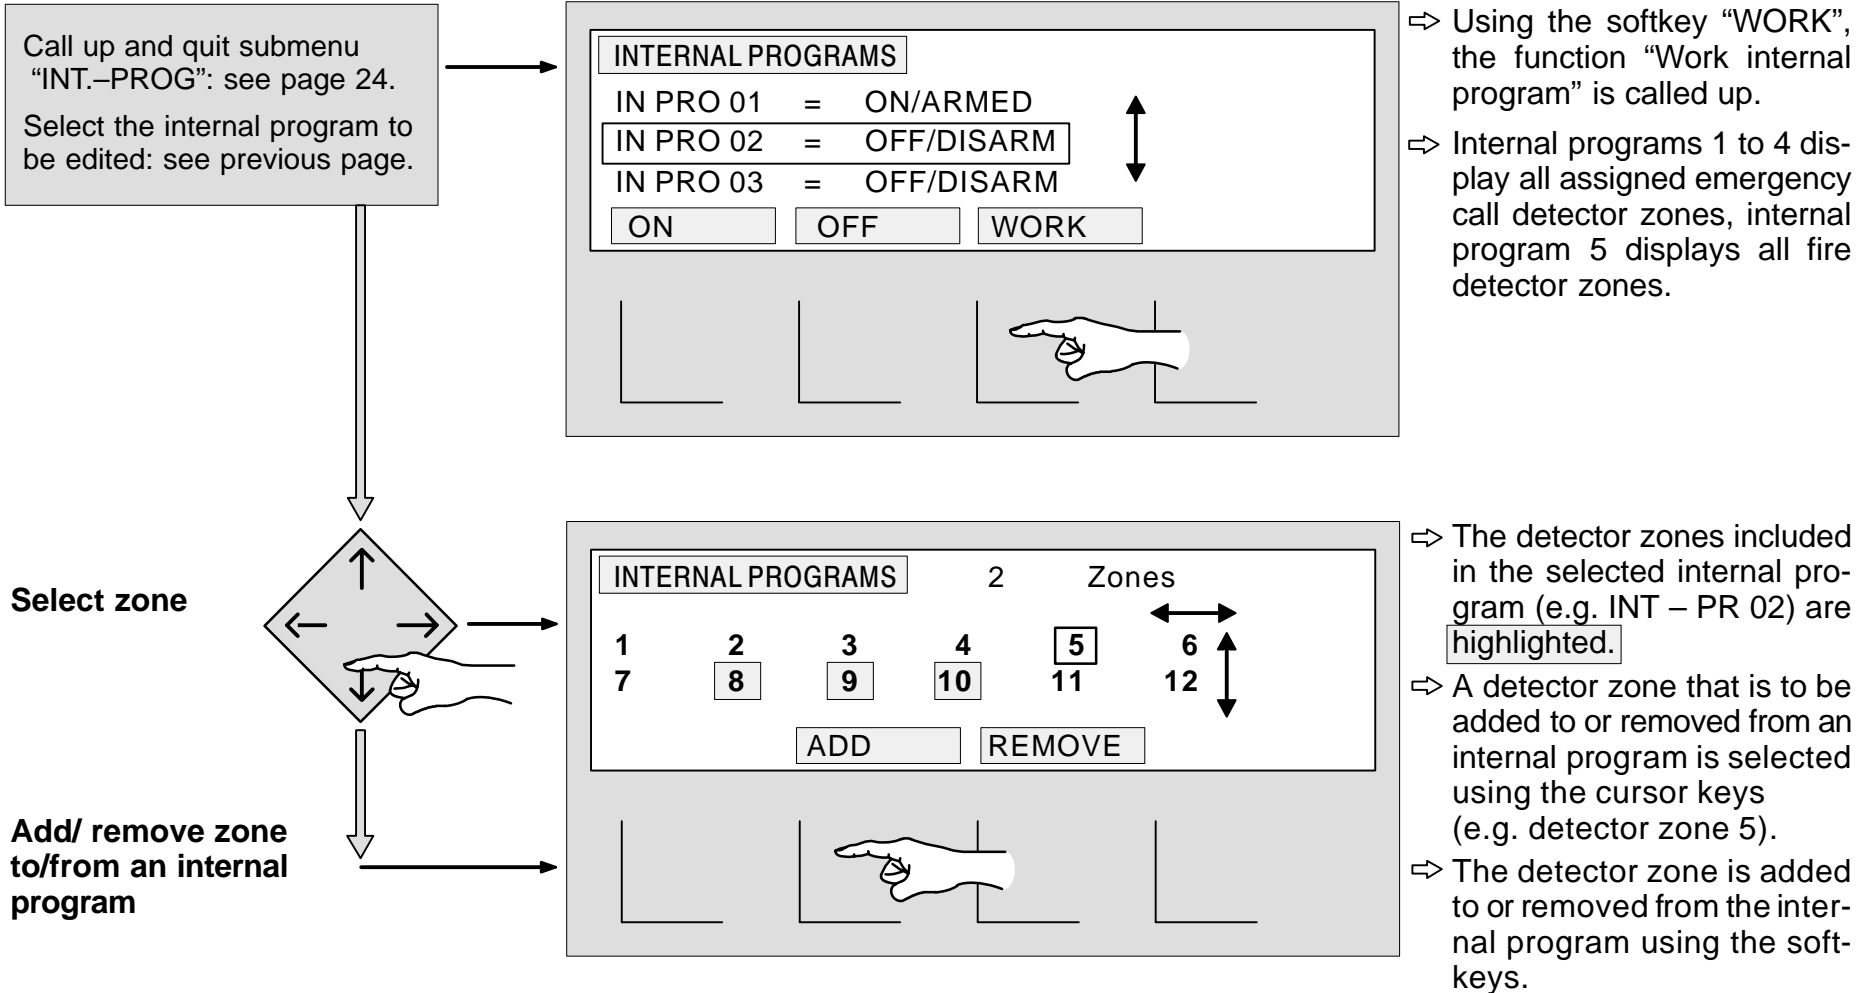 Call up and quit submenu
“INT.–PROG”: see page 24.
Select the internal program to
be edited: see previous page.
INTERNAL PROGRAMS
IN PRO 01 = ON/ARMED
IN PRO 02 = OFF/DISARM
IN PRO 03 = OFF/DISARM
ON OFF WORK
Using the softkey “WORK”,
the function “Work internal
program” is called up.
Internal programs 1 to 4 dis-
play all assigned emergency
call detector zones, internal
program 5 displays all fire
detector zones.
Select zone
INTERNAL PROGRAMS 2 Zones
1 2 3 4 5 6
7 8 9 10 11 12
ADD REMOVE
The detector zones included
in the selected internal pro-
gram (e.g. INT – PR 02) are
highlighted.
A detector zone that is to be
added to or removed from an
internal program is selected
using the cursor keys
(e.g. detector zone 5).
Add/ remove zone
to/from an internal
program
The detector zone is added
to or removed from the inter-
nal program using the soft-
keys.